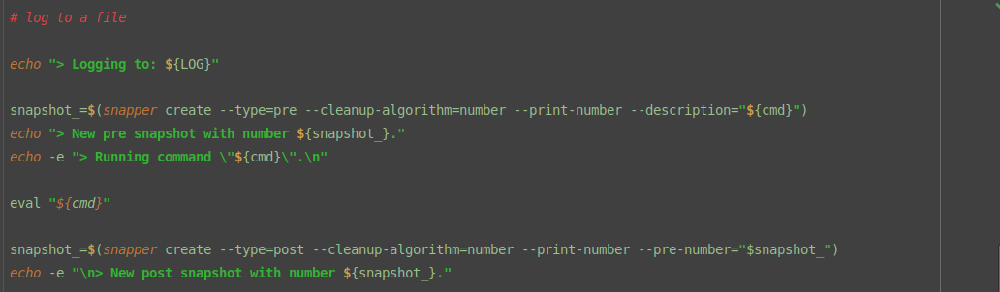 # log to a file
echo "> Logging to: ${LOG}"
snapshot_=$(snapper create --type=pre --cleanup-algorithm=number --print-number --description="${cmd}")
echo "> New pre snapshot with number ${snapshot_}."
echo -e "> Running command \"${cmd}\".\n"
eval "${cmd}"
snapshot_=$(snapper create --type=post --cleanup-algorithm=number --print-number --pre-number="$snapshot_")
echo -e "\n> New post snapshot with number ${snapshot_}."